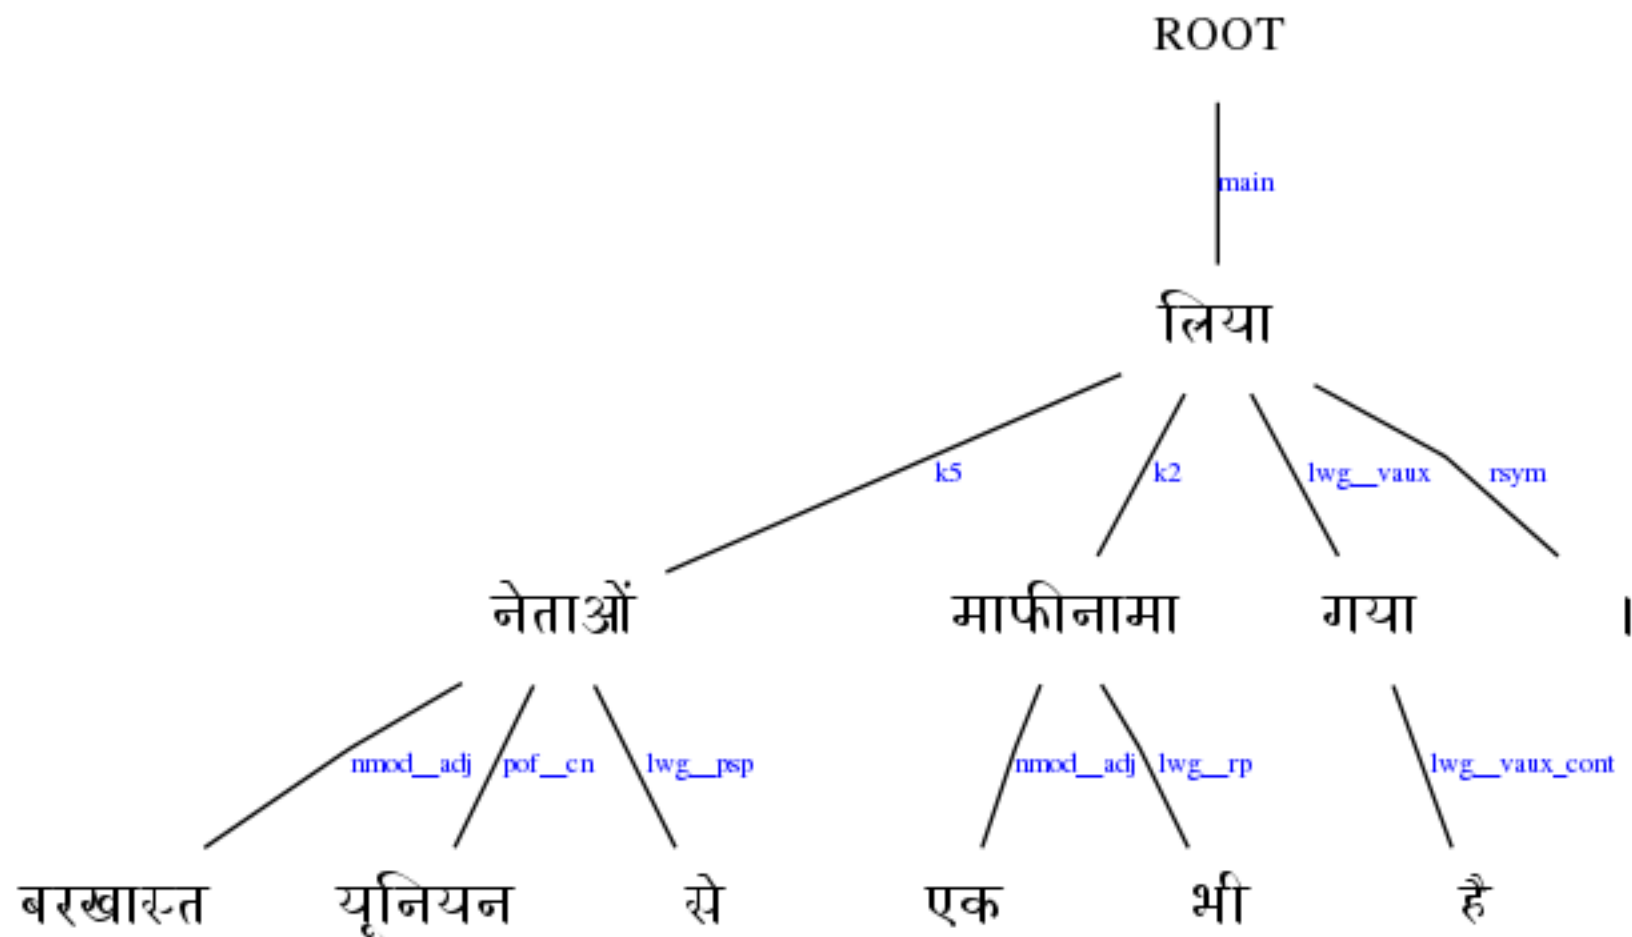 ROOT
main
लिया
k5 k2 lwg__vaux rsym
नेताओं माफीनामा गया ।
nmod__adj pof__cn lwg__psp nmod__adj lwg__rp lwg__vaux_cont
बरखास्त यूनियन से एक भी है